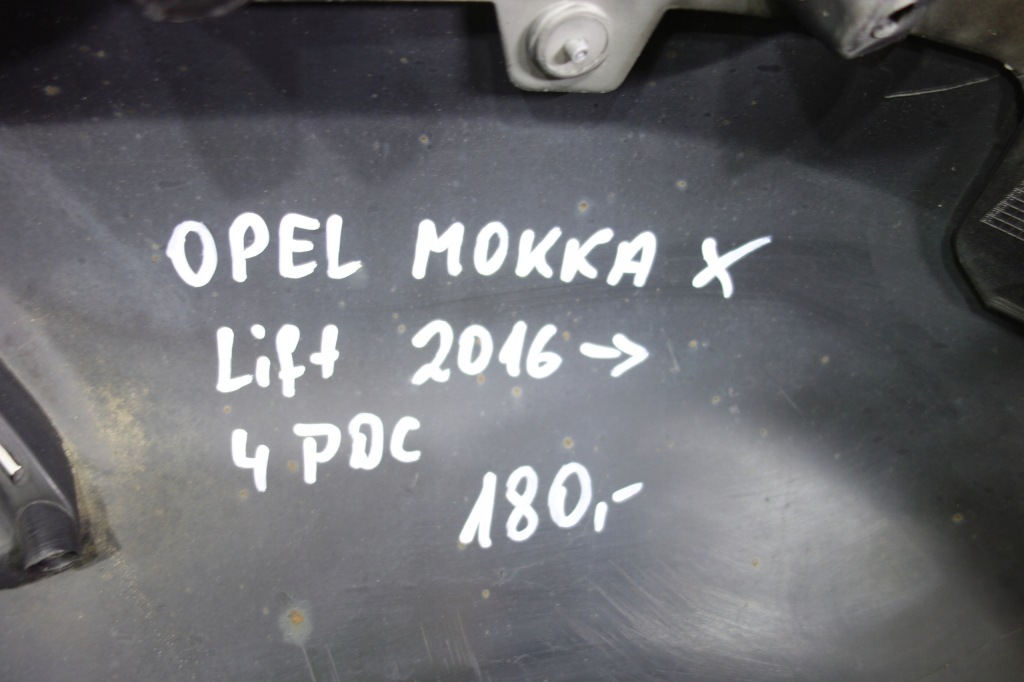 OPEL MOKKA X
Lift 2016 →
4 PDC
180,-